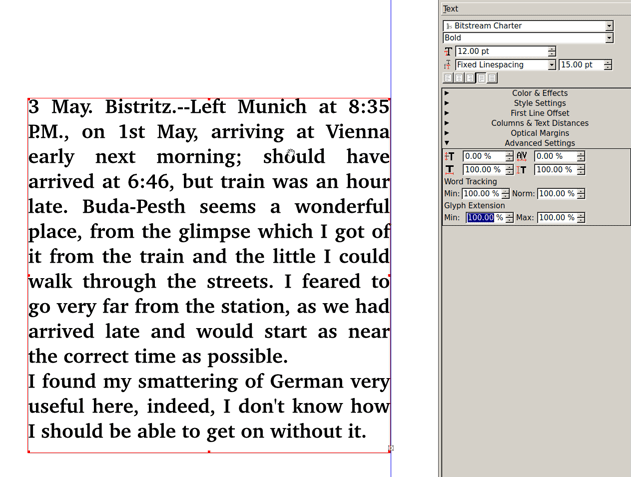 Text
Bitstream Charter
Bold
12.00 pt
Fixed Linespacing 15.00 pt
Color & Effects
Style Settings
First Line Offset
Columns & Text Distances
Optical Margins
Advanced Settings
0.00 % 0.00 %
100.00 % 100.00 %
Word Tracking
Min: 100.00 % Norm: 100.00 %
Glyph Extension
Min: 100.00 % Max: 100.00 %
3 May. Bistritz.--Left Munich at 8:35
P.M., on 1st May, arriving at Vienna
early next morning; should have
arrived at 6:46, but train was an hour
late. Buda-Pesth seems a wonderful
place, from the glimpse which I got of
it from the train and the little I could
walk through the streets. I feared to
go very far from the station, as we had
arrived late and would start as near
the correct time as possible.
I found my smattering of German very
useful here, indeed, I don't know how
I should be able to get on without it.